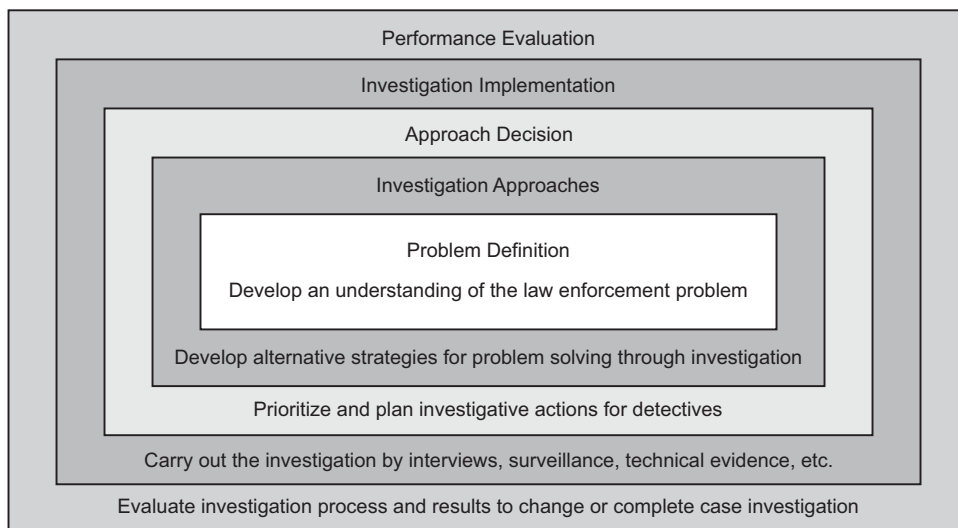 Performance Evaluation
Investigation Implementation
Approach Decision
Investigation Approaches
Problem Definition
Develop an understanding of the law enforcement problem
Develop alternative strategies for problem solving through investigation
Prioritize and plan investigative actions for detectives
Carry out the investigation by interviews, surveillance, technical evidence, etc.
Evaluate investigation process and results to change or complete case investigation